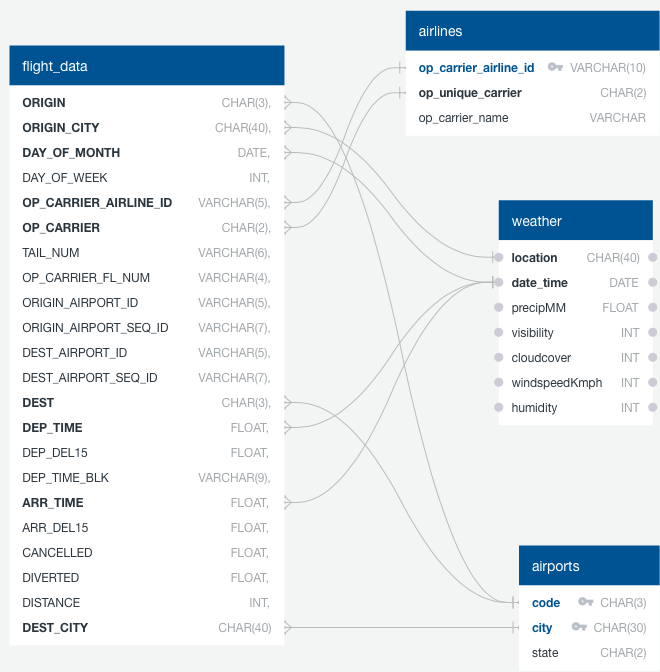 flight_data
ORIGIN CHAR(3),
ORIGIN_CITY CHAR(40),
DAY_OF_MONTH DATE,
DAY_OF_WEEK INT,
OP_CARRIER_AIRLINE_ID VARCHAR(5),
OP_CARRIER CHAR(2),
TAIL_NUM VARCHAR(6),
OP_CARRIER_FL_NUM VARCHAR(4),
ORIGIN_AIRPORT_ID VARCHAR(5),
ORIGIN_AIRPORT_SEQ_ID VARCHAR(7),
DEST_AIRPORT_ID VARCHAR(5),
DEST_AIRPORT_SEQ_ID VARCHAR(7),
DEST CHAR(3),
DEP_TIME FLOAT,
DEP_DEL15 FLOAT,
DEP_TIME_BLK VARCHAR(9),
ARR_TIME FLOAT,
ARR_DEL15 FLOAT,
CANCELLED FLOAT,
DIVERTED FLOAT,
DISTANCE INT,
DEST_CITY CHAR(40)
airlines
op_carrier_airline_id VARCHAR(10)
op_unique_carrier CHAR(2)
op_carrier_name VARCHAR
weather
location CHAR(40)
date_time DATE
precipMM FLOAT
visibility INT
cloudcover INT
windspeedKmph INT
humidity INT
airports
code CHAR(3)
city CHAR(30)
state CHAR(2)